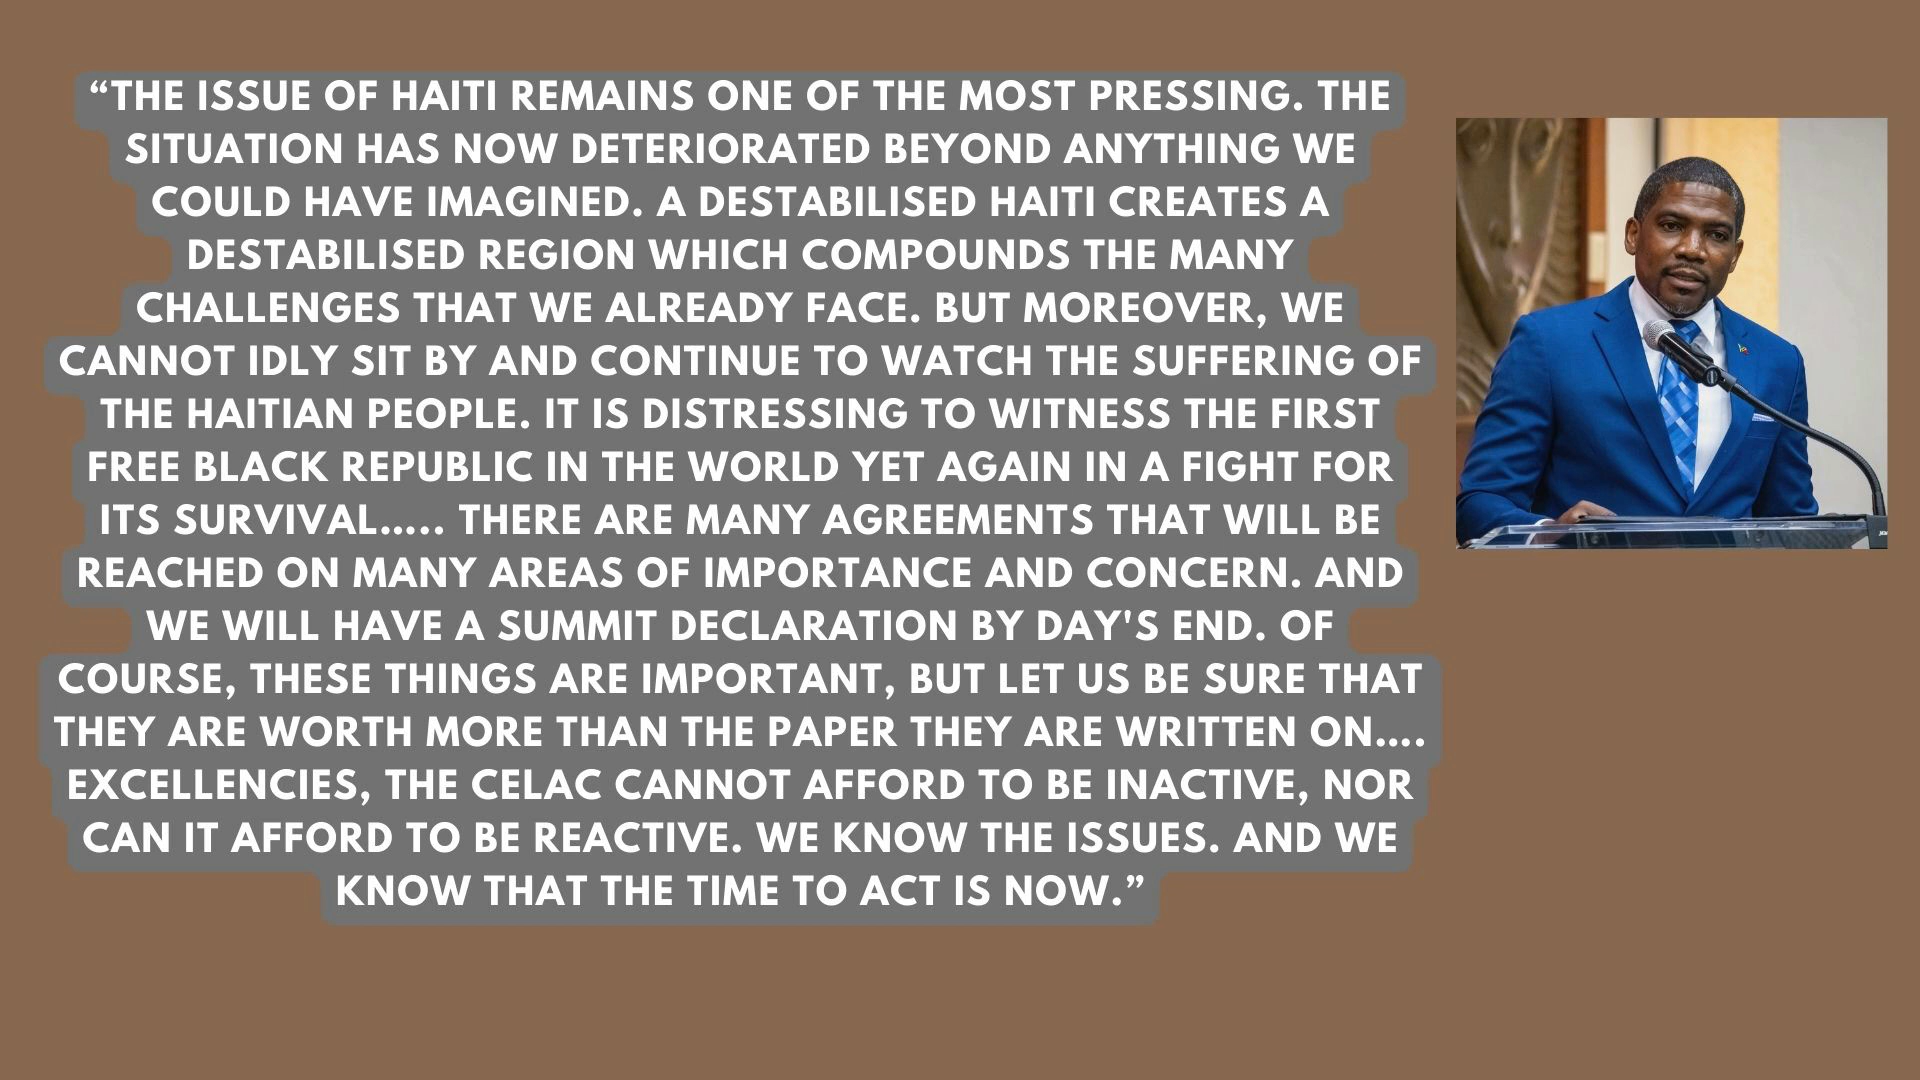 “THE ISSUE OF HAITI REMAINS ONE OF THE MOST PRESSING. THE
SITUATION HAS NOW DETERIORATED BEYOND ANYTHING WE
COULD HAVE IMAGINED. A DESTABILISED HAITI CREATES A
DESTABILISED REGION WHICH COMPOUNDS THE MANY
CHALLENGES THAT WE ALREADY FACE. BUT MOREOVER, WE
CANNOT IDLY SIT BY AND CONTINUE TO WATCH THE SUFFERING OF
THE HAITIAN PEOPLE. IT IS DISTRESSING TO WITNESS THE FIRST
FREE BLACK REPUBLIC IN THE WORLD YET AGAIN IN A FIGHT FOR
ITS SURVIVAL..... THERE ARE MANY AGREEMENTS THAT WILL BE
REACHED ON MANY AREAS OF IMPORTANCE AND CONCERN. AND
WE WILL HAVE A SUMMIT DECLARATION BY DAY'S END. OF
COURSE, THESE THINGS ARE IMPORTANT, BUT LET US BE SURE THAT
THEY ARE WORTH MORE THAN THE PAPER THEY ARE WRITTEN ON....
EXCELLENCIES, THE CELAC CANNOT AFFORD TO BE INACTIVE, NOR
CAN IT AFFORD TO BE REACTIVE. WE KNOW THE ISSUES. AND WE
KNOW THAT THE TIME TO ACT IS NOW.”